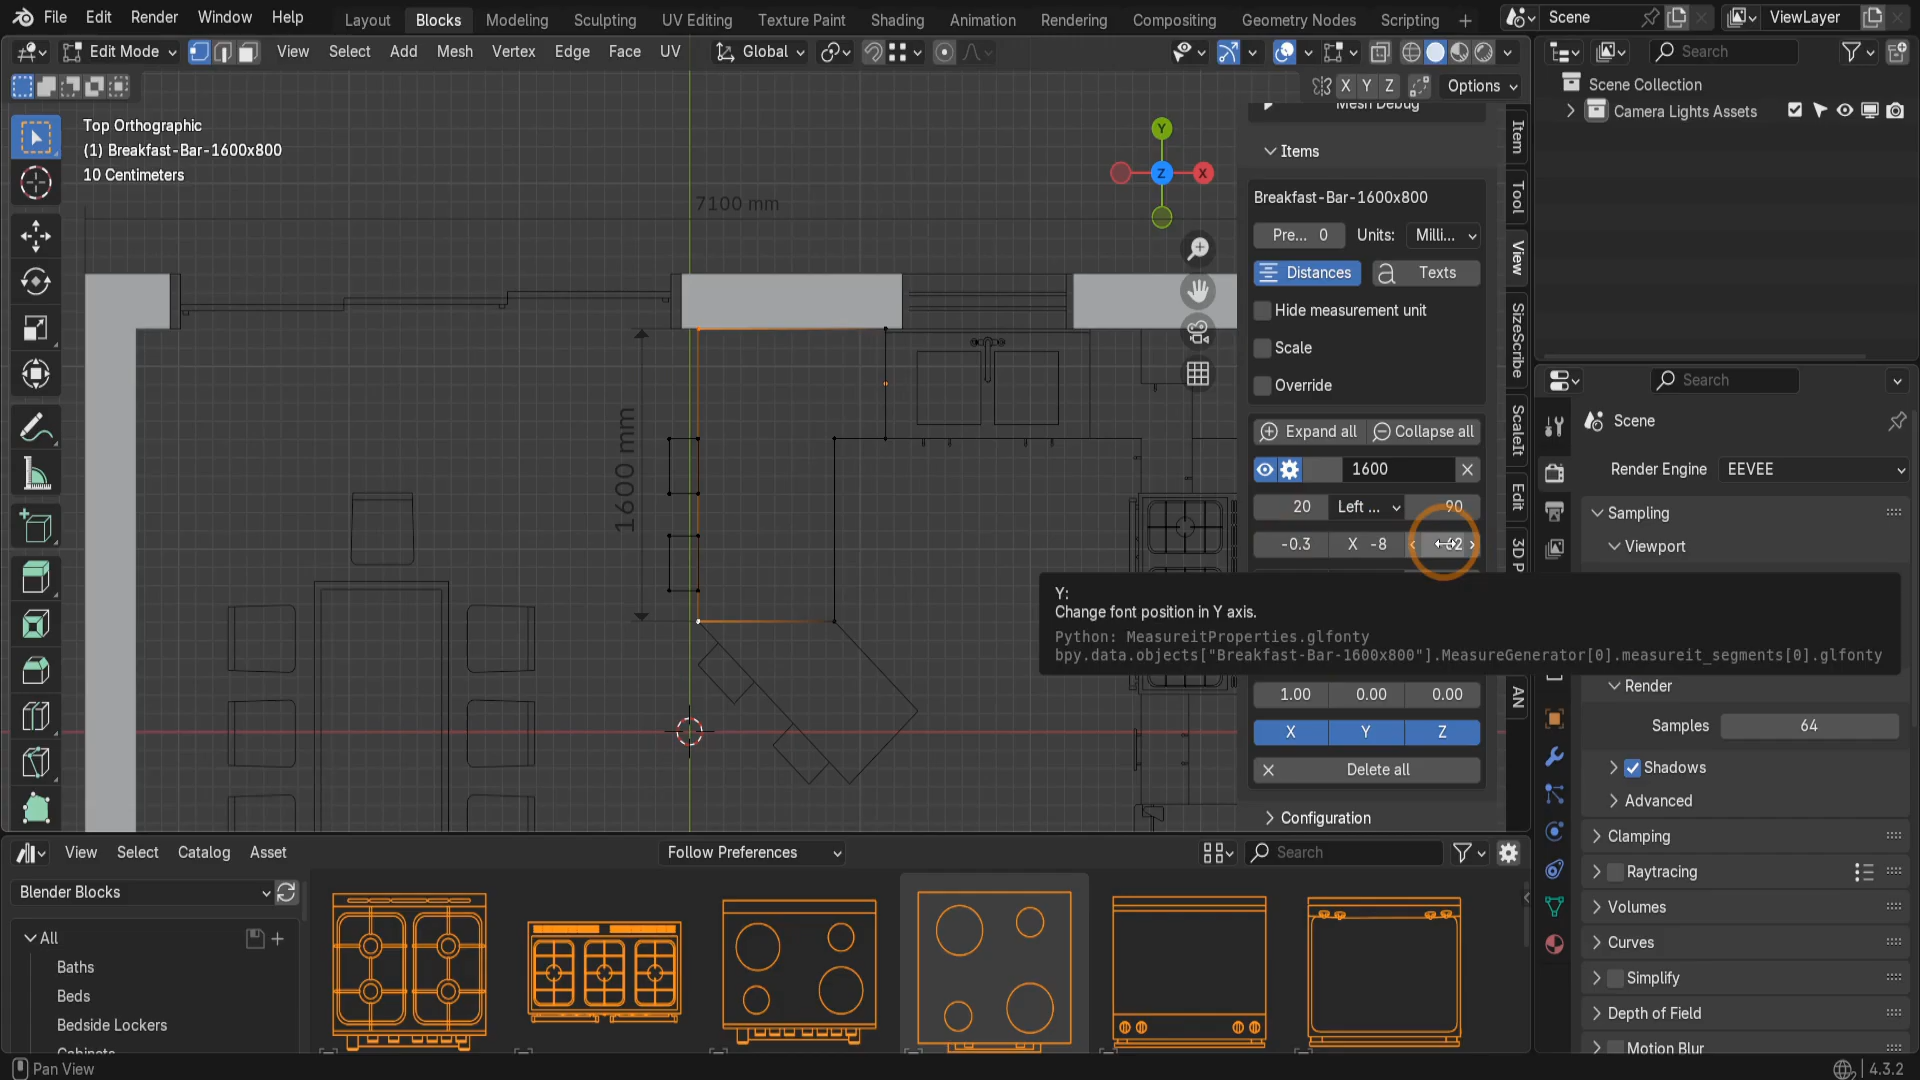 File Edit Render Window Help
Layout Blocks Modeling Sculpting UV Editing Texture Paint Shading Animation Rendering Compositing Geometry Nodes Scripting
Scene
ViewLayer
Edit Mode
View Select Add Mesh Vertex Edge Face UV
Global
Search
X Y Z
Options
Scene Collection
Camera Lights Assets
Top Orthographic
(1) Breakfast-Bar-1600x800
10 Centimeters
7100 mm
1600 mm
Y
Z
X
Mesh Debug
Items
Breakfast-Bar-1600x800
Pre... 0 Units: Milli...
Distances Texts
Hide measurement unit
Scale
Override
Expand all Collapse all
1600
20 Left ... 90
-0.3 X -8
Y:
Change font position in Y axis.
Python: MeasureitProperties.glfonty
bpy.data.objects["Breakfast-Bar-1600x800"].MeasureGenerator[0].measureit_segments[0].glfonty
1.00 0.00 0.00
X Y Z
Delete all
Configuration
Item
Tool
View
SizeScribe
ScaleIt
Edit
3D P
AN
Search
Scene
Render Engine EEVEE
Sampling
Viewport
Render
Samples 64
Shadows
Advanced
Clamping
Raytracing
Volumes
Curves
Simplify
Depth of Field
Motion Blur
View Select Catalog Asset
Follow Preferences
Search
Blender Blocks
All
Baths
Beds
Bedside Lockers
Cabinets
Pan View
4.3.2